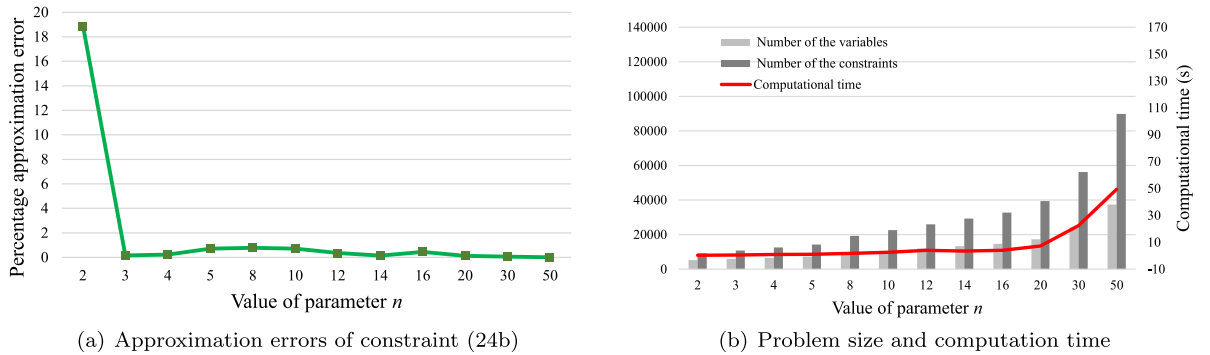 20
18
16
14
12
10
8
6
4
2
0
Percentage approximation error
2 3 4 5 8 10 12 14 16 20 30 50
Value of parameter n
(a) Approximation errors of constraint (24b)
140000
120000
100000
80000
60000
40000
20000
0
Number of the variables
Number of the constraints
Computational time
170
150
130
110
90
70
50
30
10
-10
Computational time (s)
2 3 4 5 8 10 12 14 16 20 30 50
Value of parameter n
(b) Problem size and computation time